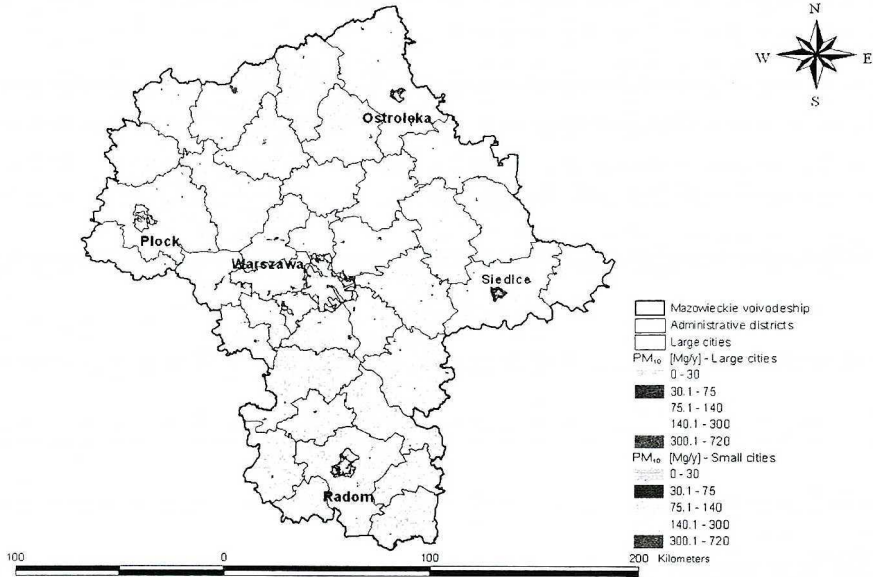 N
W E
S
Ostrołęka
Płock
Warszawa
Siedlce
Radom
Mazowieckie voivodeship
Administrative districts
Large cities
PM₁₀ [Mg/y] - Large cities
0 - 30
30.1 - 75
75.1 - 140
140.1 - 300
300.1 - 720
PM₁₀ [Mg/y] - Small cities
0 - 30
30.1 - 75
75.1 - 140
140.1 - 300
300.1 - 720
100 0 100 200 Kilometers